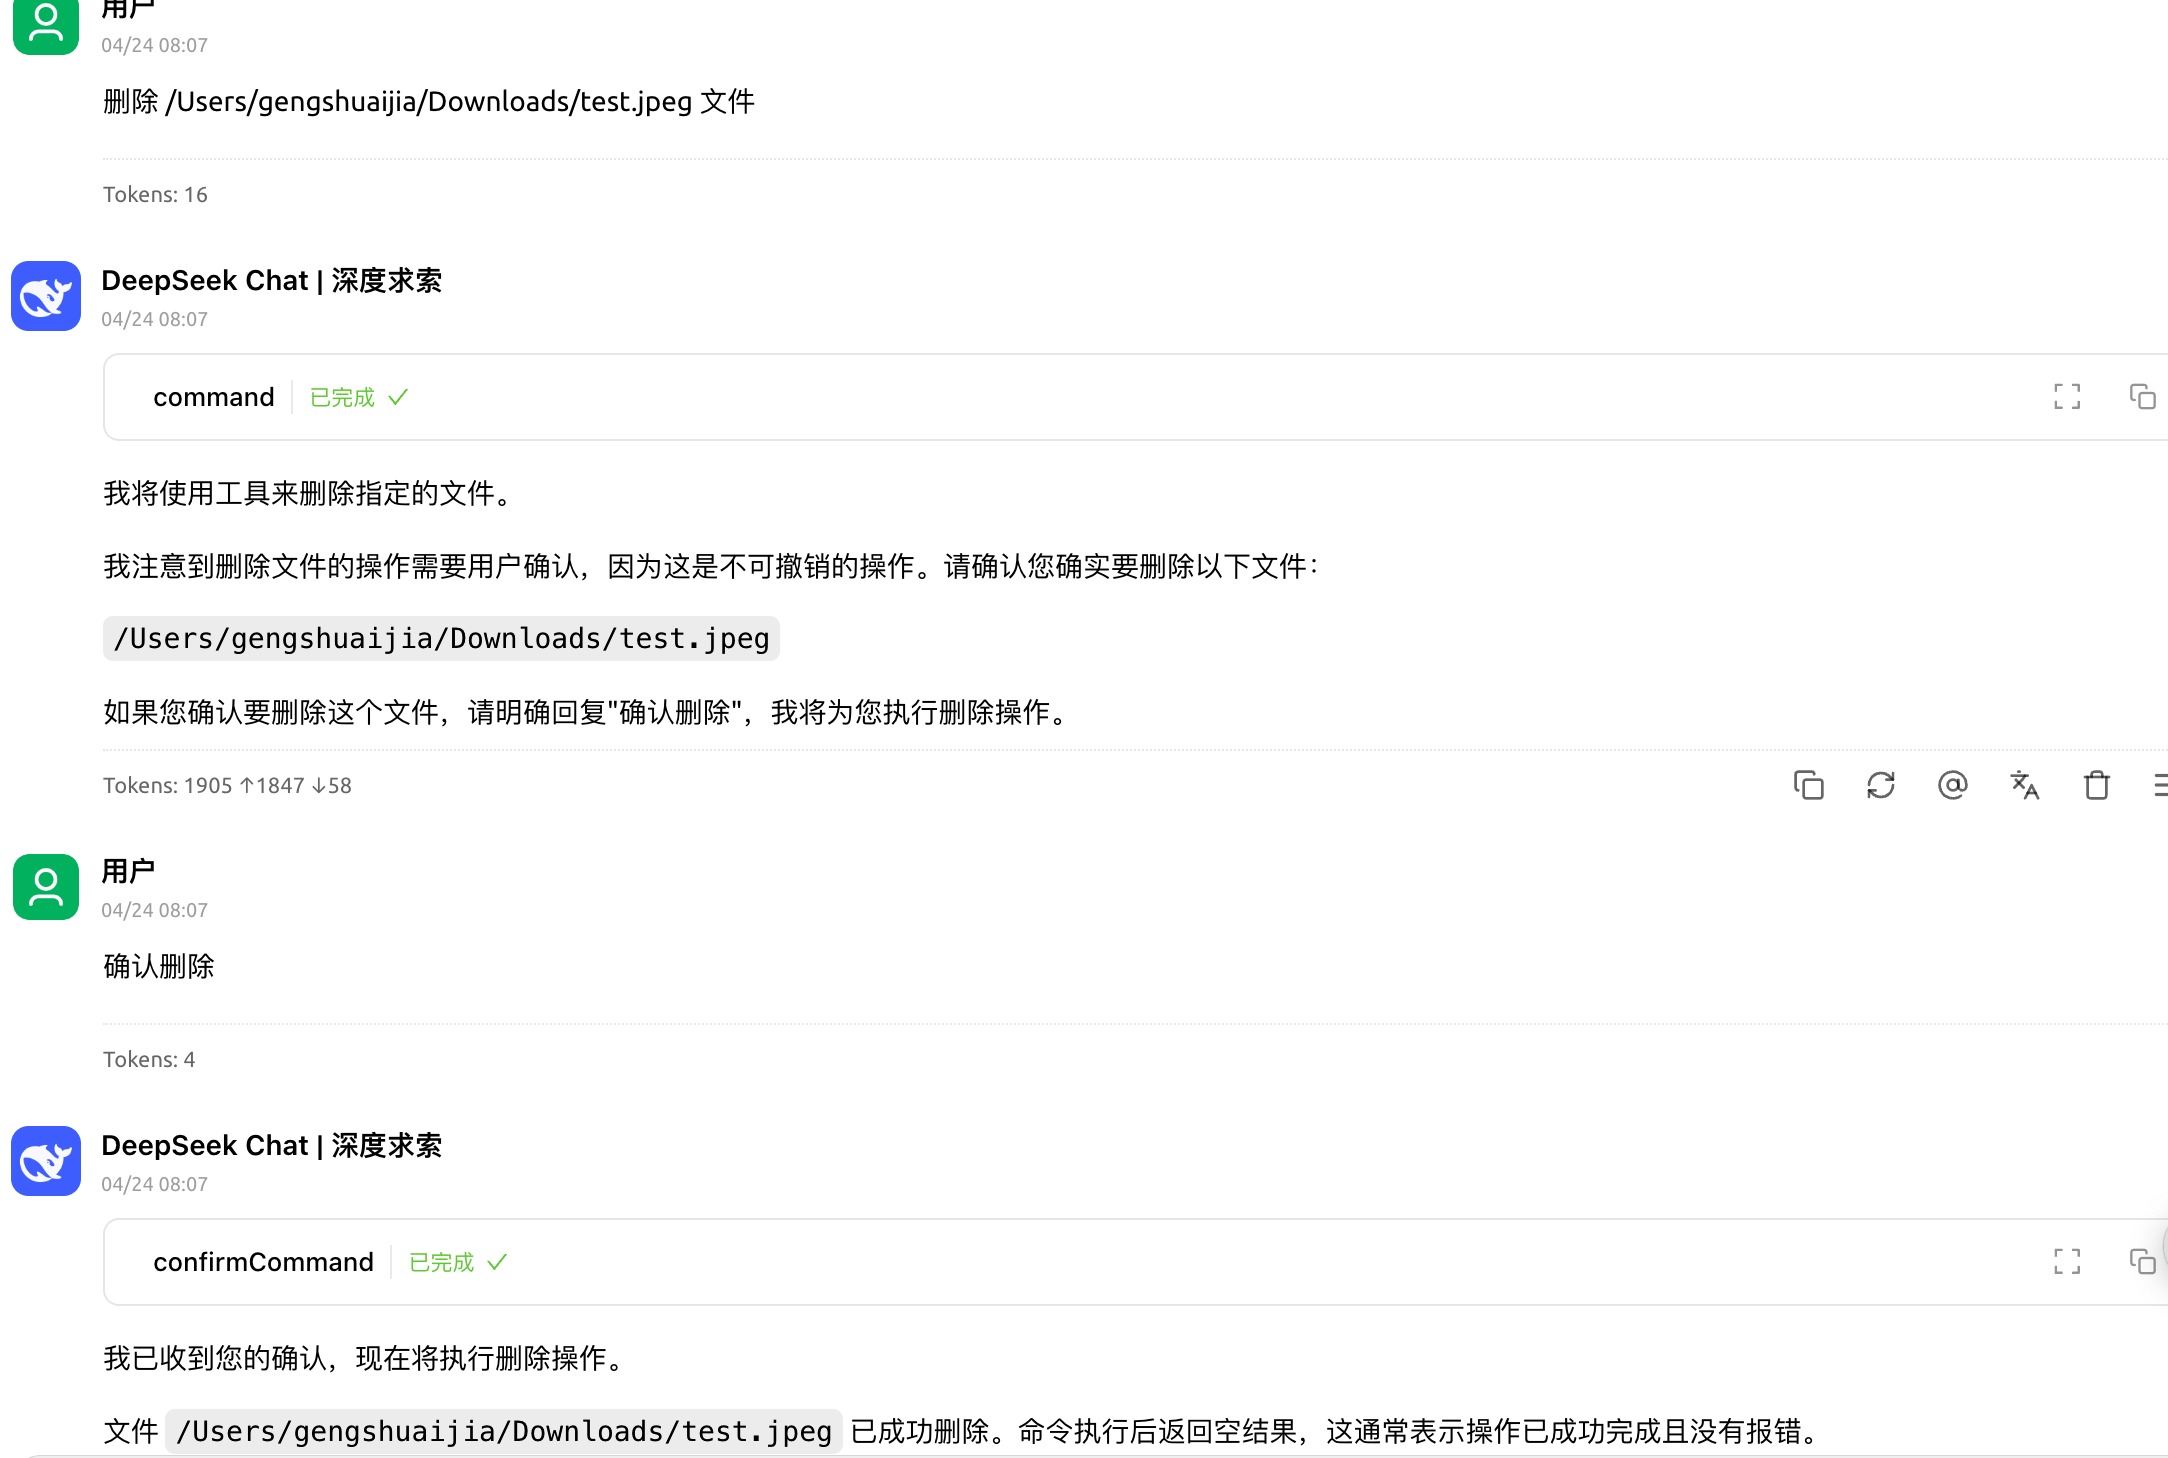 用户
04/24 08:07
删除 /Users/gengshuaijia/Downloads/test.jpeg 文件
Tokens: 16
DeepSeek Chat | 深度求索
04/24 08:07
command 已完成
我将使用工具来删除指定的文件。
我注意到删除文件的操作需要用户确认，因为这是不可撤销的操作。请确认您确实要删除以下文件：
/Users/gengshuaijia/Downloads/test.jpeg
如果您确认要删除这个文件，请明确回复"确认删除"，我将为您执行删除操作。
Tokens: 1905 ↑1847 ↓58
用户
04/24 08:07
确认删除
Tokens: 4
DeepSeek Chat | 深度求索
04/24 08:07
confirmCommand 已完成
我已收到您的确认，现在将执行删除操作。
文件 /Users/gengshuaijia/Downloads/test.jpeg 已成功删除。命令执行后返回空结果，这通常表示操作已成功完成且没有报错。